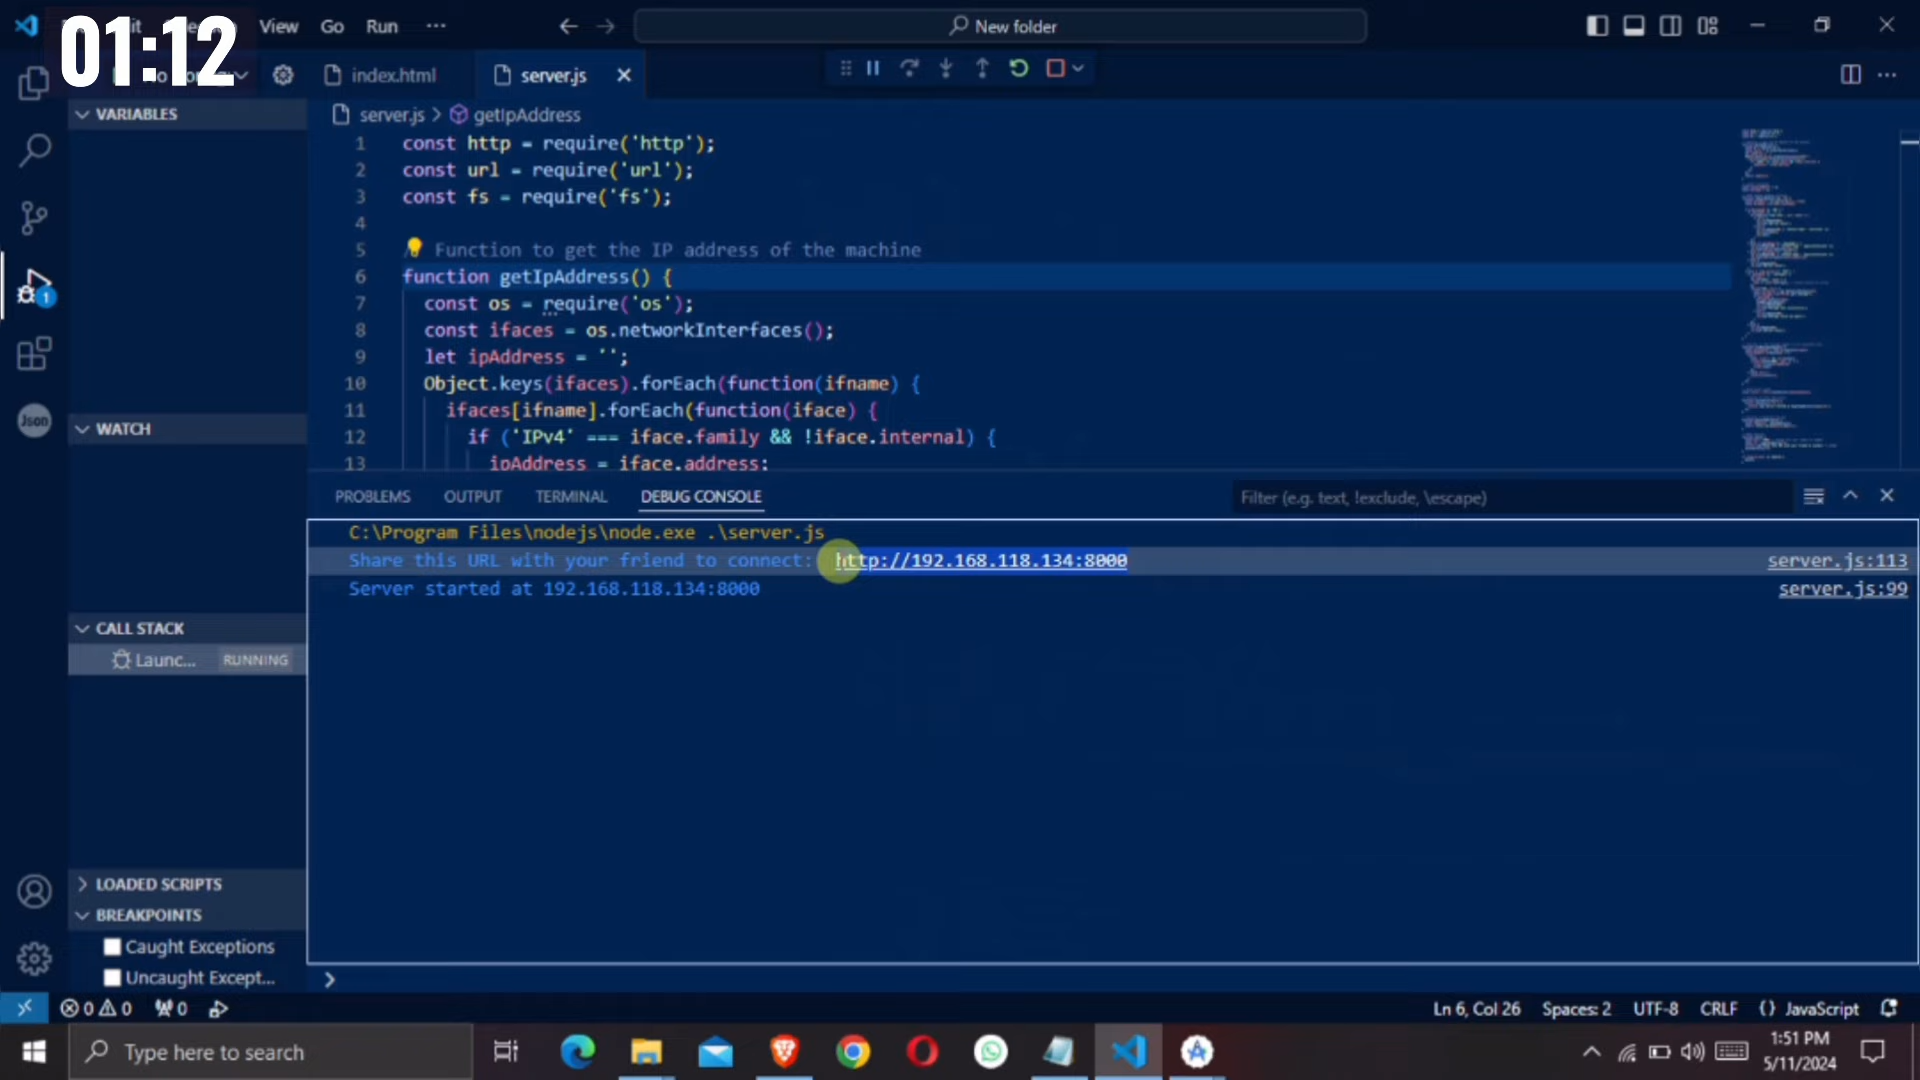 01:12
View Go Run ...
New folder
index.html
server.js
VARIABLES
server.js > getIpAddress
1 const http = require('http');
2 const url = require('url');
3 const fs = require('fs');
4
5 Function to get the IP address of the machine
6 function getIpAddress() {
7 const os = require('os');
8 const ifaces = os.networkInterfaces();
9 let ipAddress = '';
10 Object.keys(ifaces).forEach(function(ifname) {
11 ifaces[ifname].forEach(function(iface) {
12 if ('IPv4' === iface.family && !iface.internal) {
13 ipAddress = iface.address;
Json
WATCH
PROBLEMS OUTPUT TERMINAL DEBUG CONSOLE
Filter (e.g. text, !exclude, \escape)
C:\Program Files\nodejs\node.exe .\server.js
Share this URL with your friend to connect: http://192.168.118.134:8000 server.js:113
Server started at 192.168.118.134:8000 server.js:99
CALL STACK
Launc... RUNNING
LOADED SCRIPTS
BREAKPOINTS
Caught Exceptions
Uncaught Except...
1
0 0 0
Ln 6, Col 26 Spaces: 2 UTF-8 CRLF {} JavaScript
Type here to search
1:51 PM
5/11/2024